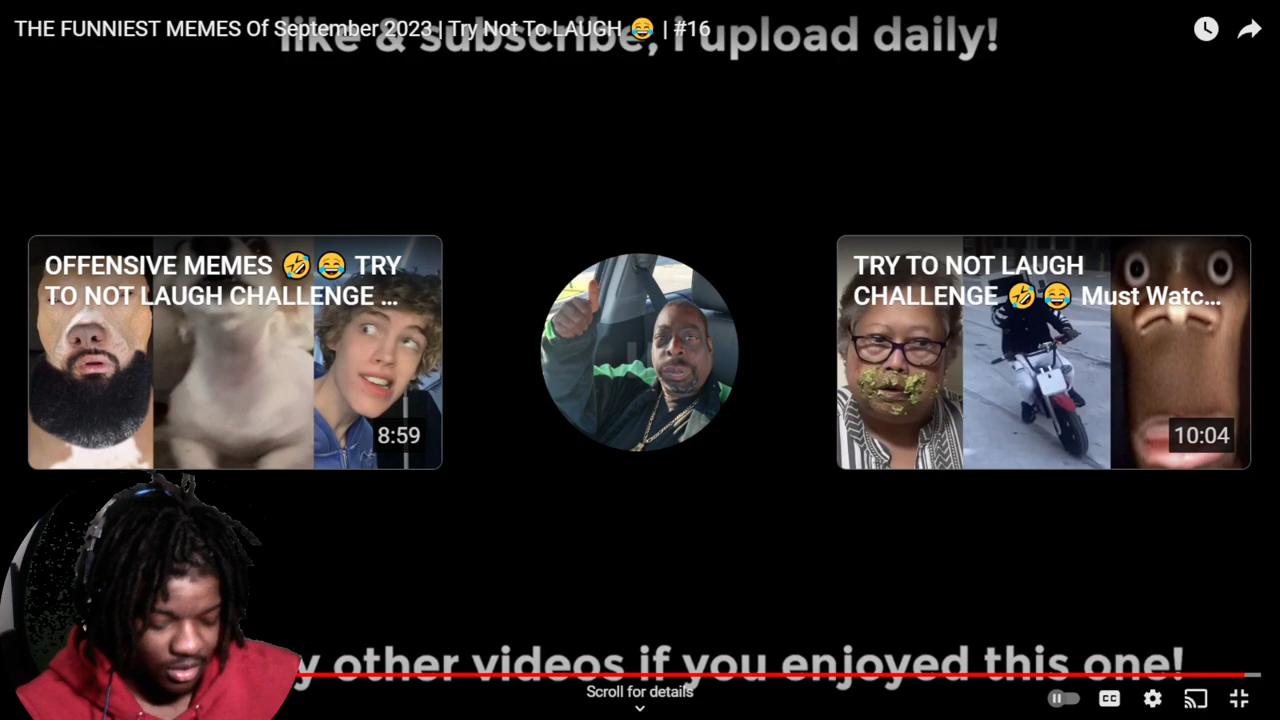 THE FUNNIEST MEMES Of September 2023 | Try Not To LAUGH 😂 | #16
like & subscribe, i upload daily!
OFFENSIVE MEMES 🤣 😂 TRY
TO NOT LAUGH CHALLENGE ...
8:59
TRY TO NOT LAUGH
CHALLENGE 🤣 😂 Must Watc...
10:04
y other videos if you enjoyed this one!
Scroll for details
CC